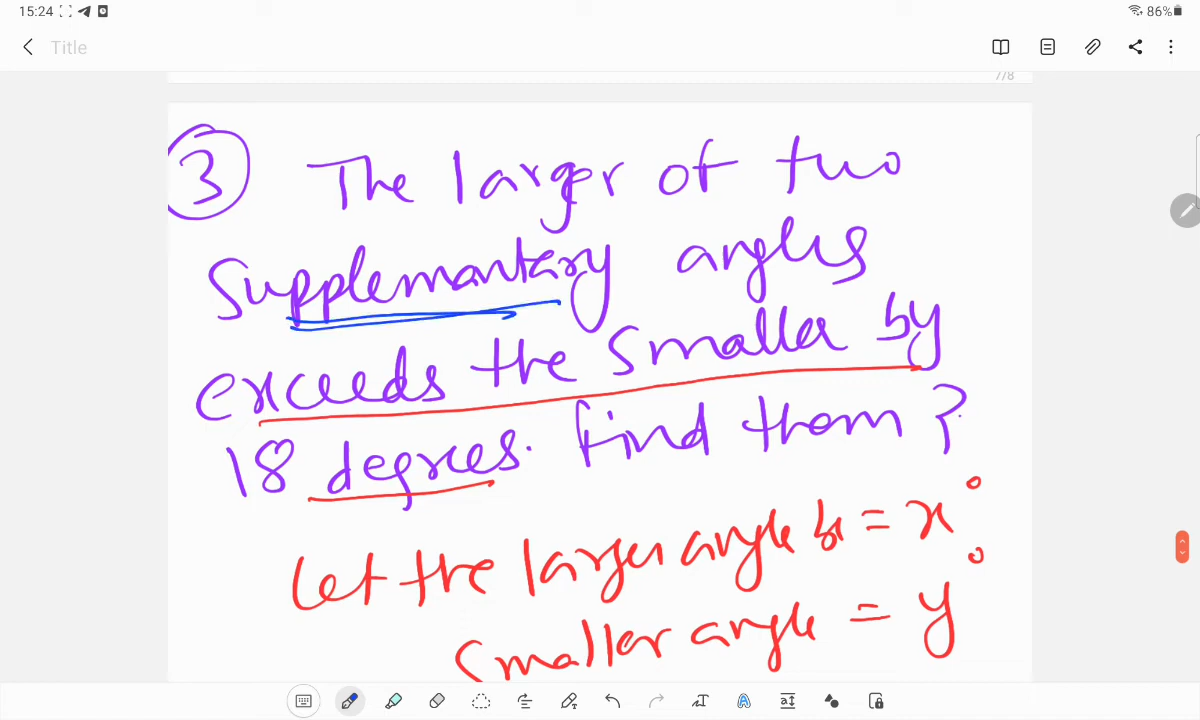 15:24
86%
Title
7/8
3 The larger of two
Supplementary angles
exceeds the smaller by
18 degrees. find them?
Let the larger angle be = x°
Smaller angle = y°